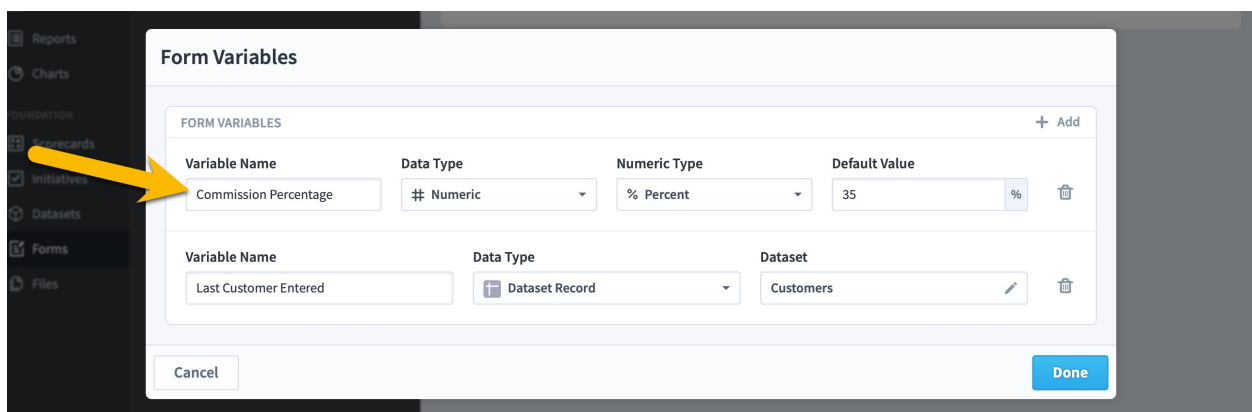 Reports
Charts
FOUNDATION
Scorecards
Initiatives
Datasets
Forms
Files
Form Variables
FORM VARIABLES
+ Add
Variable Name Data Type Numeric Type Default Value
Commission Percentage # Numeric % Percent 35 %
Variable Name Data Type Dataset
Last Customer Entered Dataset Record Customers
Cancel Done